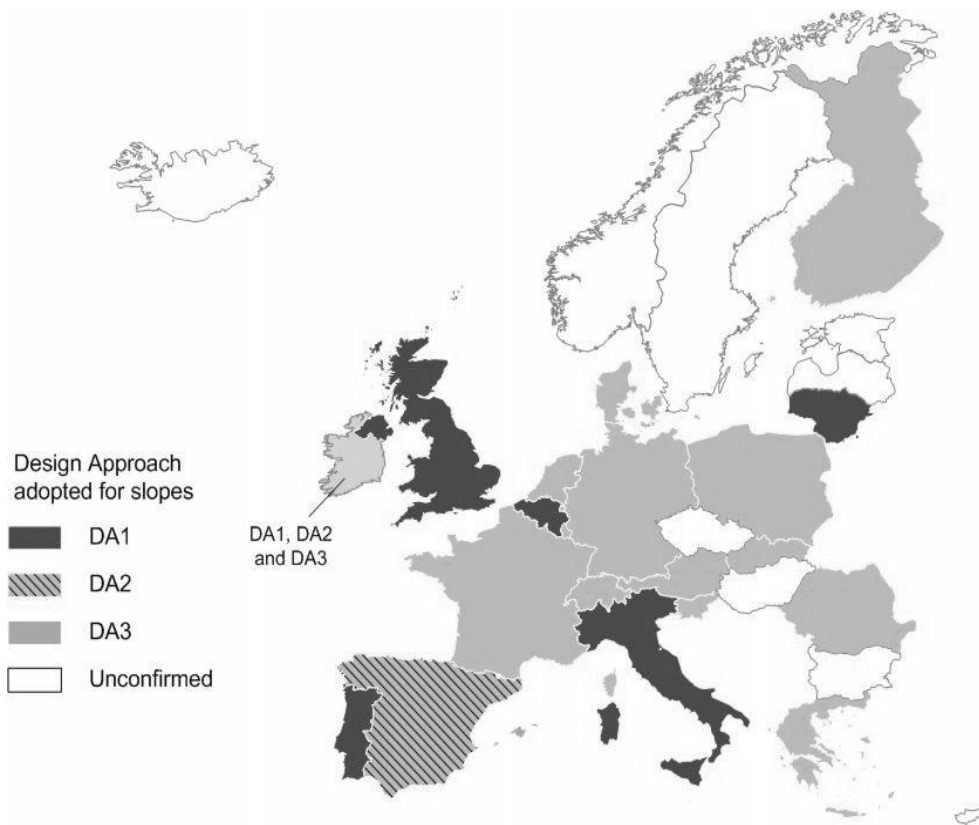 Design Approach
adopted for slopes
DA1
DA2
DA3
Unconfirmed
DA1, DA2
and DA3